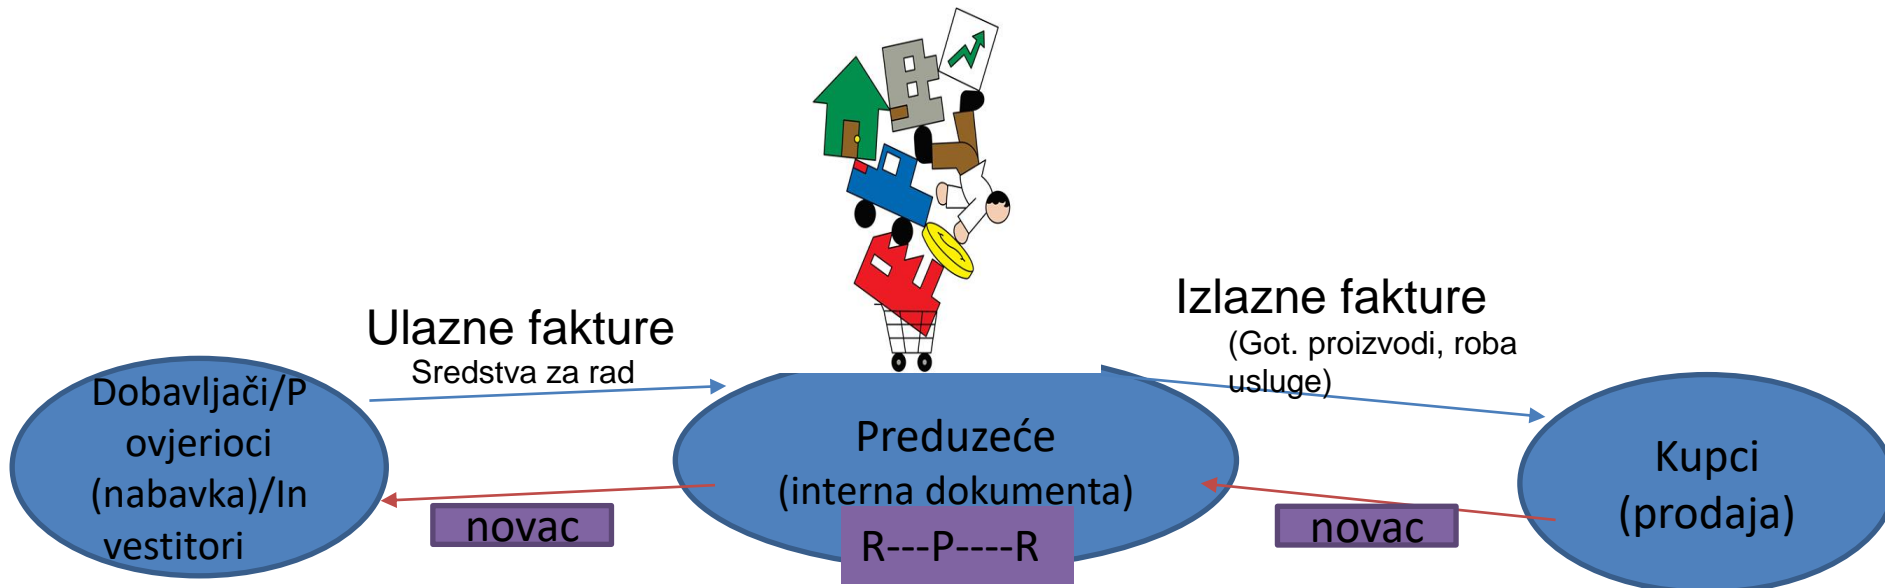 Ulazne fakture
Sredstva za rad
Izlazne fakture
(Got. proizvodi, roba
usluge)
Dobavljači/P
ovjerioci
(nabavka)/In
vestitori
novac
Preduzeće
(interna dokumenta)
R---P----R
novac
Kupci
(prodaja)